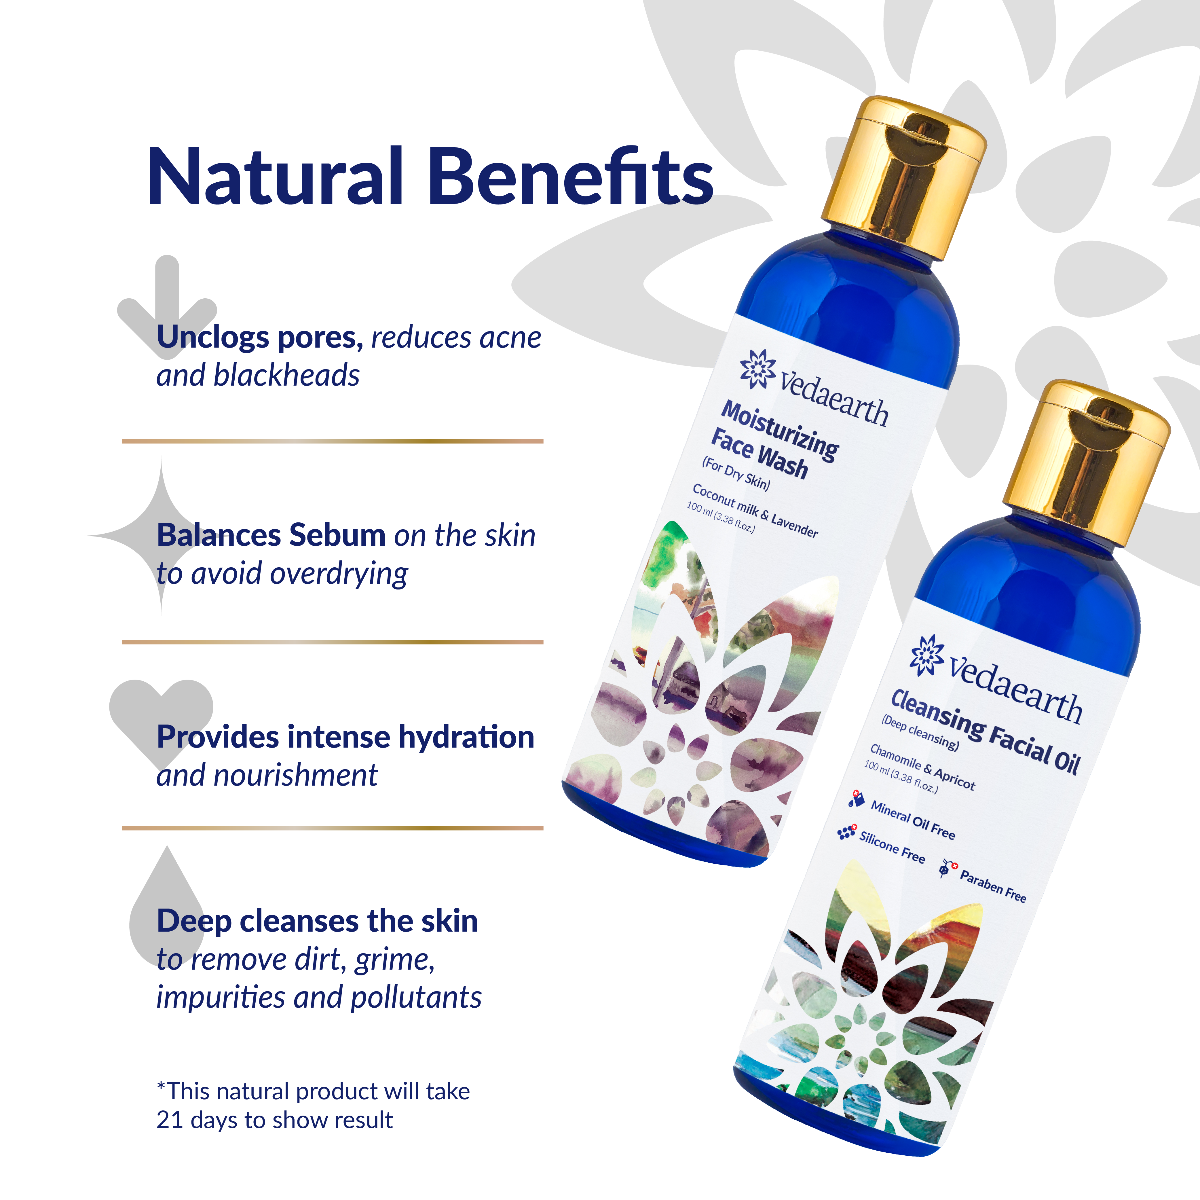 Natural Benefits
Unclogs pores, reduces acne
and blackheads
Balances Sebum on the skin
to avoid overdrying
Provides intense hydration
and nourishment
Deep cleanses the skin
to remove dirt, grime,
impurities and pollutants
*This natural product will take
21 days to show result
vedaearth
Moisturizing
Face Wash
(For Dry Skin)
Coconut milk & Lavender
100 ml (3.38 fl.oz.)
vedaearth
Cleansing Facial Oil
(Deep cleansing)
Chamomile & Apricot
100 ml (3.38 fl.oz.)
Mineral Oil Free
Silicone Free
Paraben Free